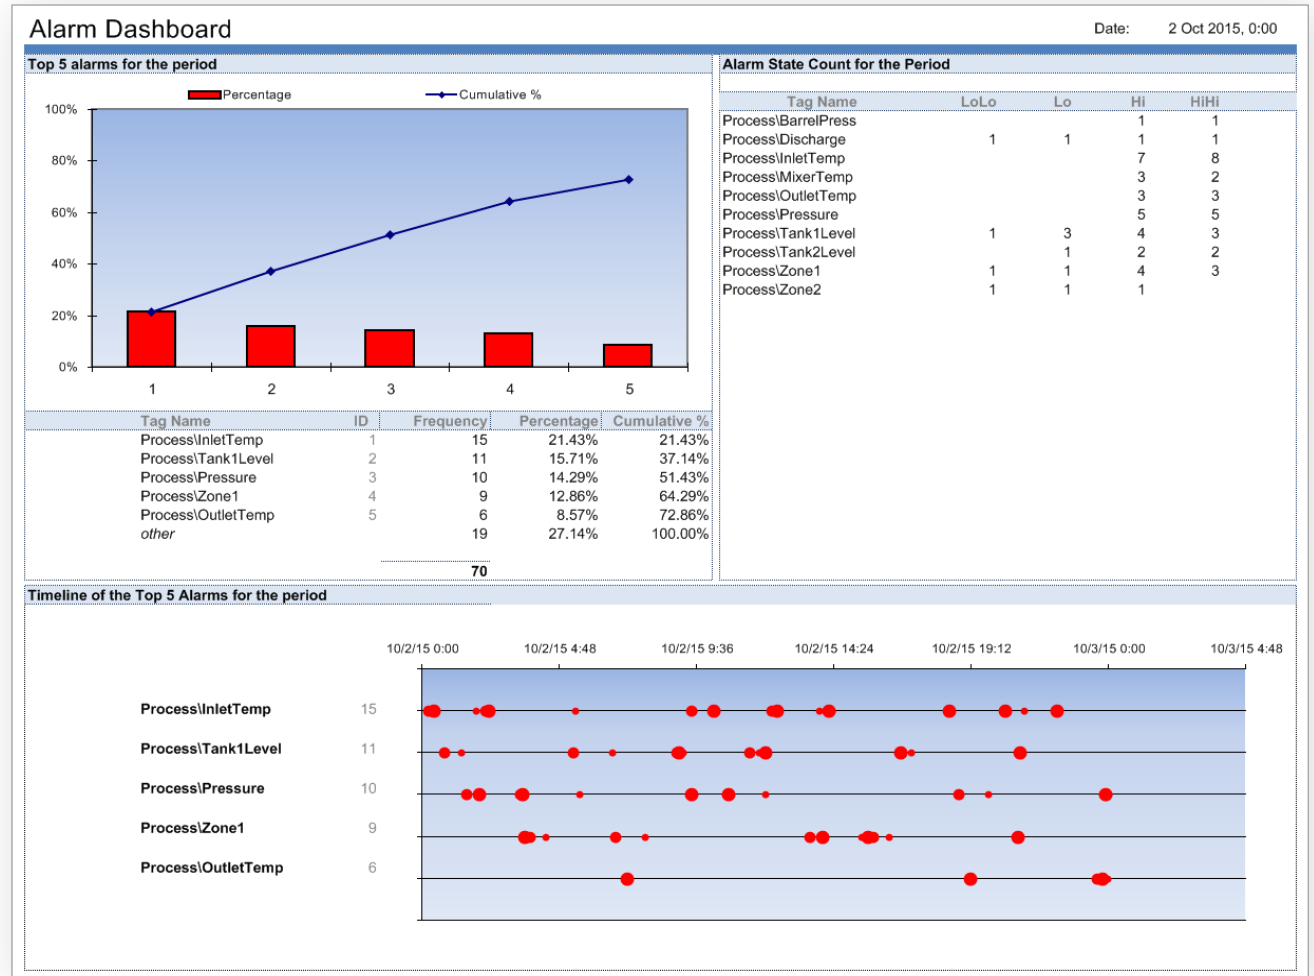 Alarm Dashboard
Date: 2 Oct 2015, 0:00
Top 5 alarms for the period
Percentage Cumulative %
100%
80%
60%
40%
20%
0%
1 2 3 4 5
Tag Name ID Frequency Percentage Cumulative %
Process\InletTemp 1 15 21.43% 21.43%
Process\Tank1Level 2 11 15.71% 37.14%
Process\Pressure 3 10 14.29% 51.43%
Process\Zone1 4 9 12.86% 64.29%
Process\OutletTemp 5 6 8.57% 72.86%
other 19 27.14% 100.00%
70
Alarm State Count for the Period
Tag Name LoLo Lo Hi HiHi
Process\BarrelPress 1 1
Process\Discharge 1 1 1 1
Process\InletTemp 7 8
Process\MixerTemp 3 2
Process\OutletTemp 3 3
Process\Pressure 5 5
Process\Tank1Level 1 3 4 3
Process\Tank2Level 1 2 2
Process\Zone1 1 1 4 3
Process\Zone2 1 1 1
Timeline of the Top 5 Alarms for the period
10/2/15 0:00 10/2/15 4:48 10/2/15 9:36 10/2/15 14:24 10/2/15 19:12 10/3/15 0:00 10/3/15 4:48
Process\InletTemp 15
Process\Tank1Level 11
Process\Pressure 10
Process\Zone1 9
Process\OutletTemp 6